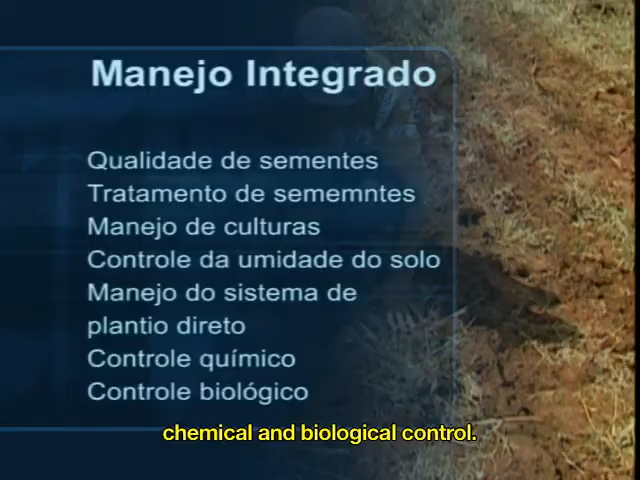 Manejo Integrado
Qualidade de sementes
Tratamento de sememntes
Manejo de culturas
Controle da umidade do solo
Manejo do sistema de
plantio direto
Controle químico
Controle biológico
chemical and biological control.